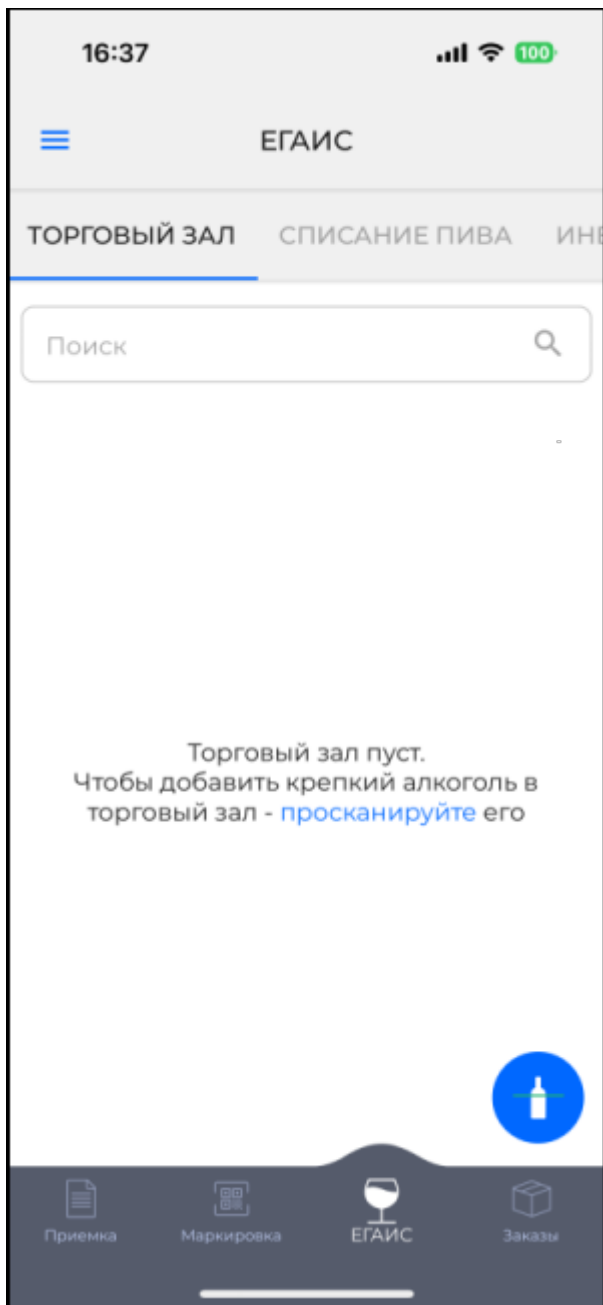 16:37
100
ЕГАИС
ТОРГОВЫЙ ЗАЛ СПИСАНИЕ ПИВА ИНЕ
Поиск
Торговый зал пуст.
Чтобы добавить крепкий алкоголь в
торговый зал - просканируйте его
Приемка Маркировка ЕГАИС Заказы